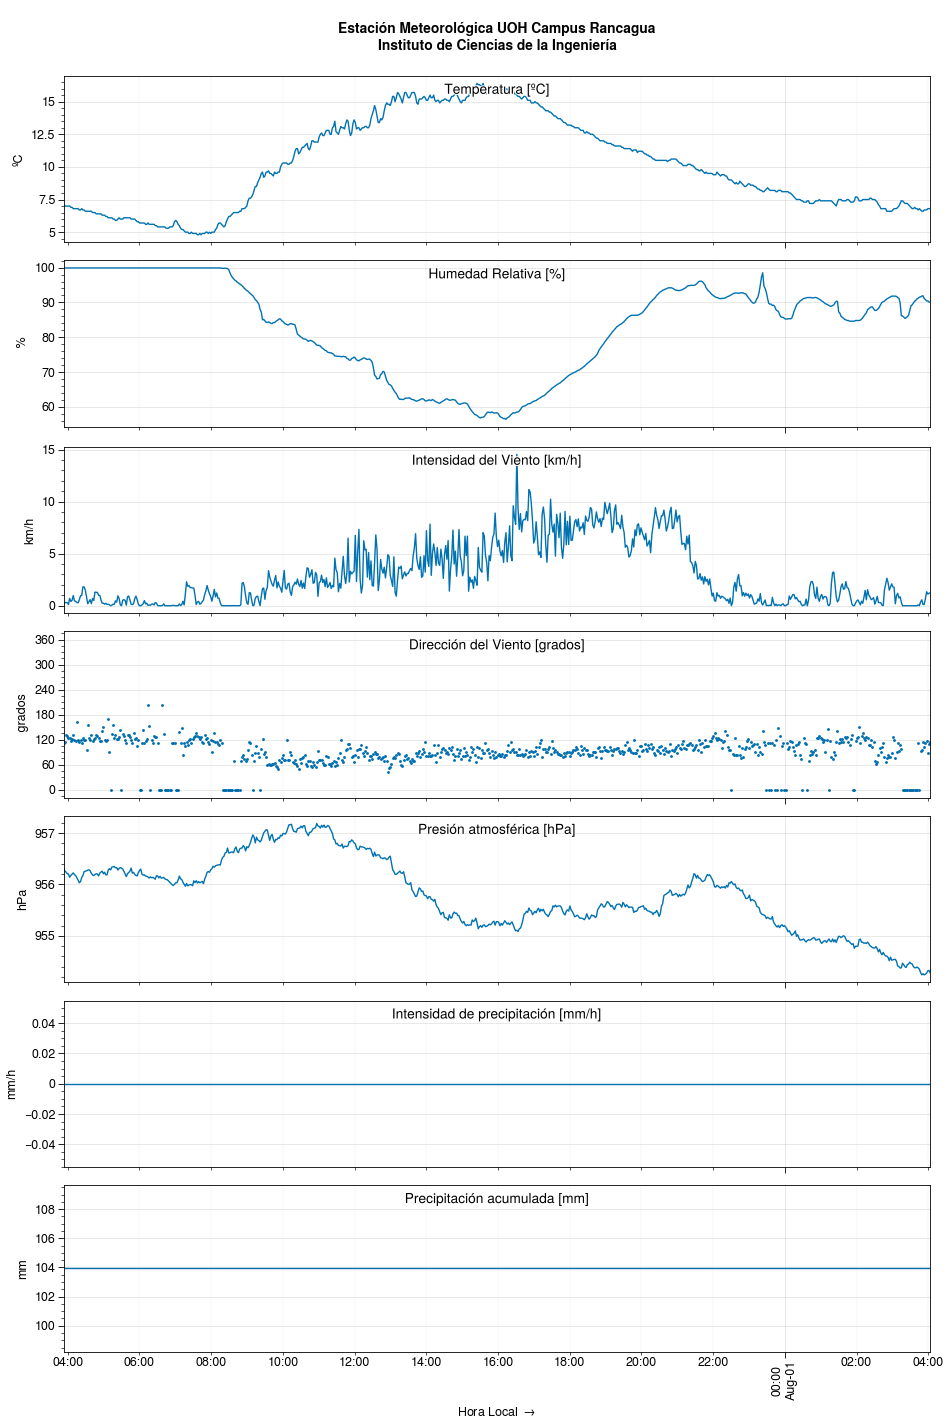 Estación Meteorológica UOH Campus Rancagua
Instituto de Ciencias de la Ingeniería
Temperatura [ºC]
ºC
15
12.5
10
7.5
5
Humedad Relativa [%]
%
100
90
80
70
60
Intensidad del Viento [km/h]
km/h
15
10
5
0
Dirección del Viento [grados]
grados
360
300
240
180
120
60
0
Presión atmosférica [hPa]
hPa
957
956
955
Intensidad de precipitación [mm/h]
mm/h
0.04
0.02
0
−0.02
−0.04
Precipitación acumulada [mm]
mm
108
106
104
102
100
04:00 06:00 08:00 10:00 12:00 14:00 16:00 18:00 20:00 22:00 00:00 02:00 04:00
Aug-01
Hora Local →